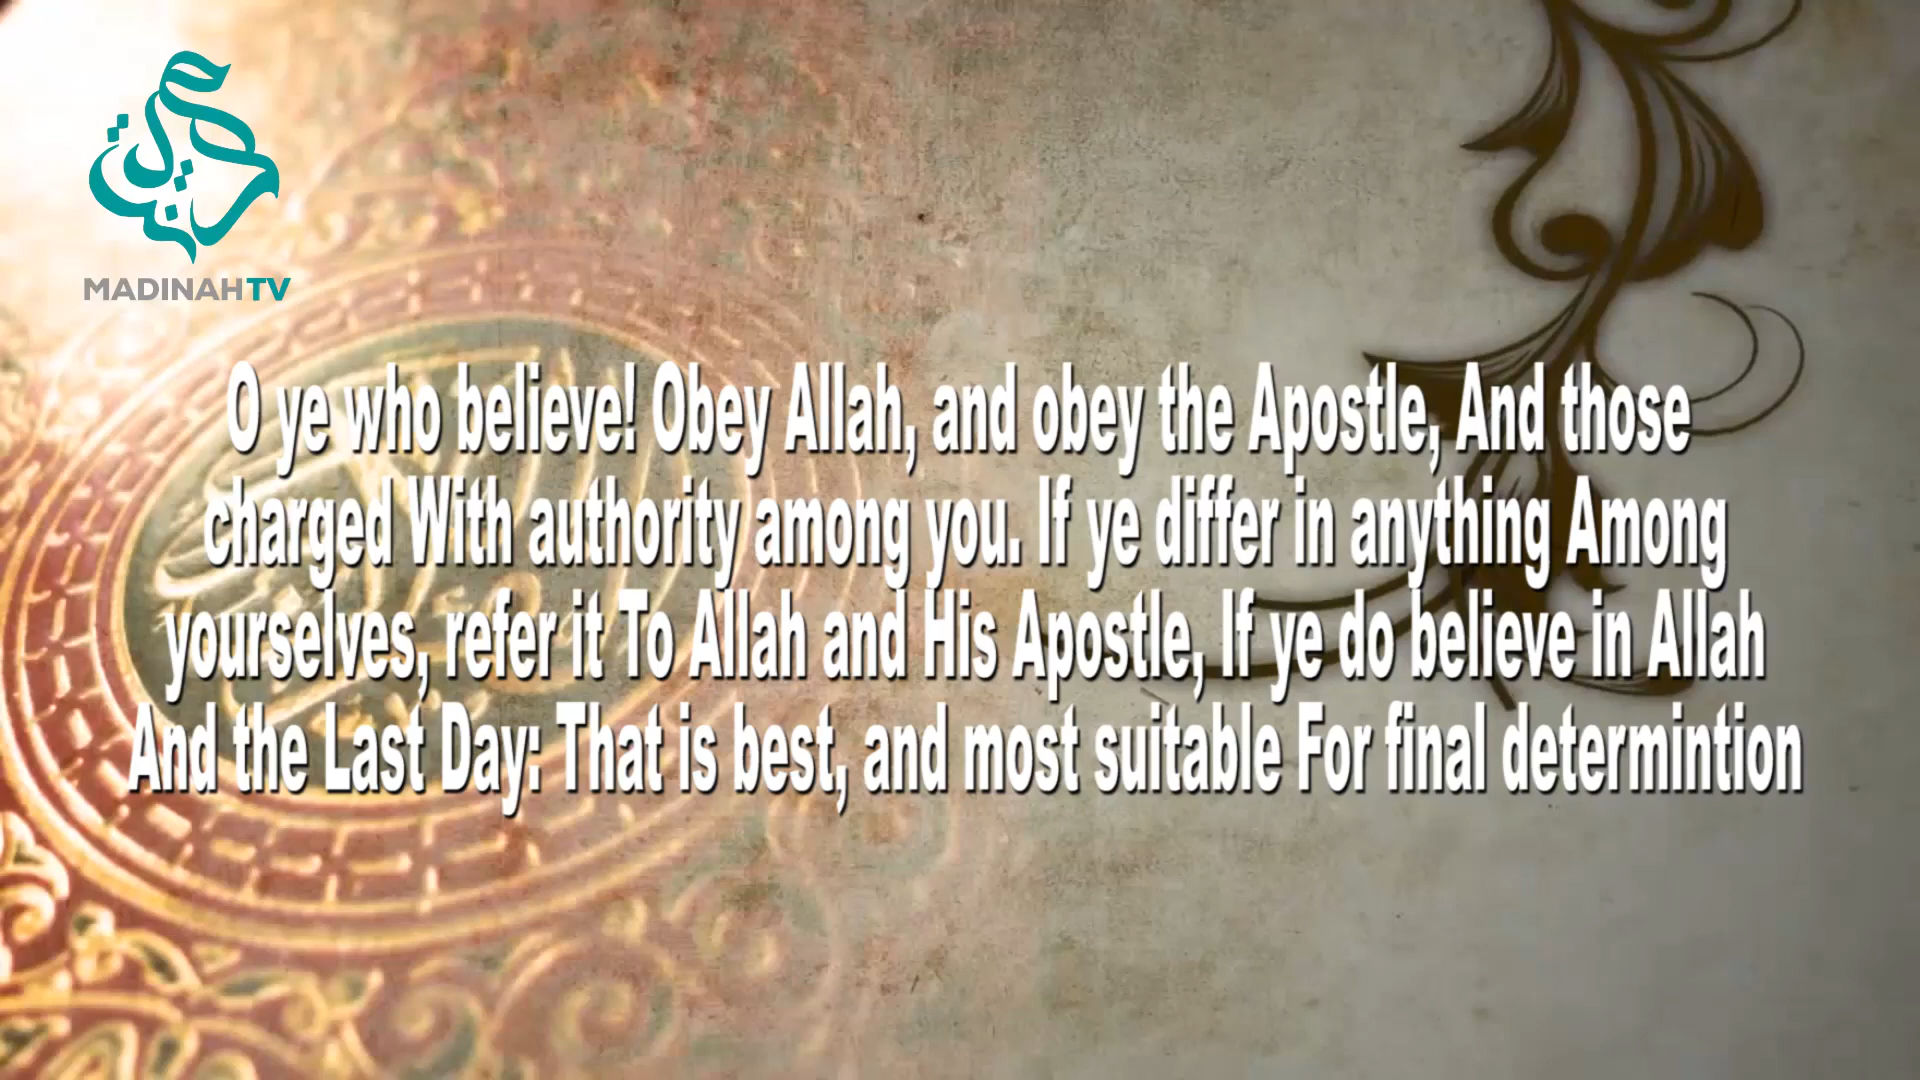 MADINAH TV
O ye who believe! Obey Allah, and obey the Apostle, And those
charged With authority among you. If ye differ in anything Among
yourselves, refer it To Allah and His Apostle, If ye do believe in Allah
And the Last Day: That is best, and most suitable For final determintion